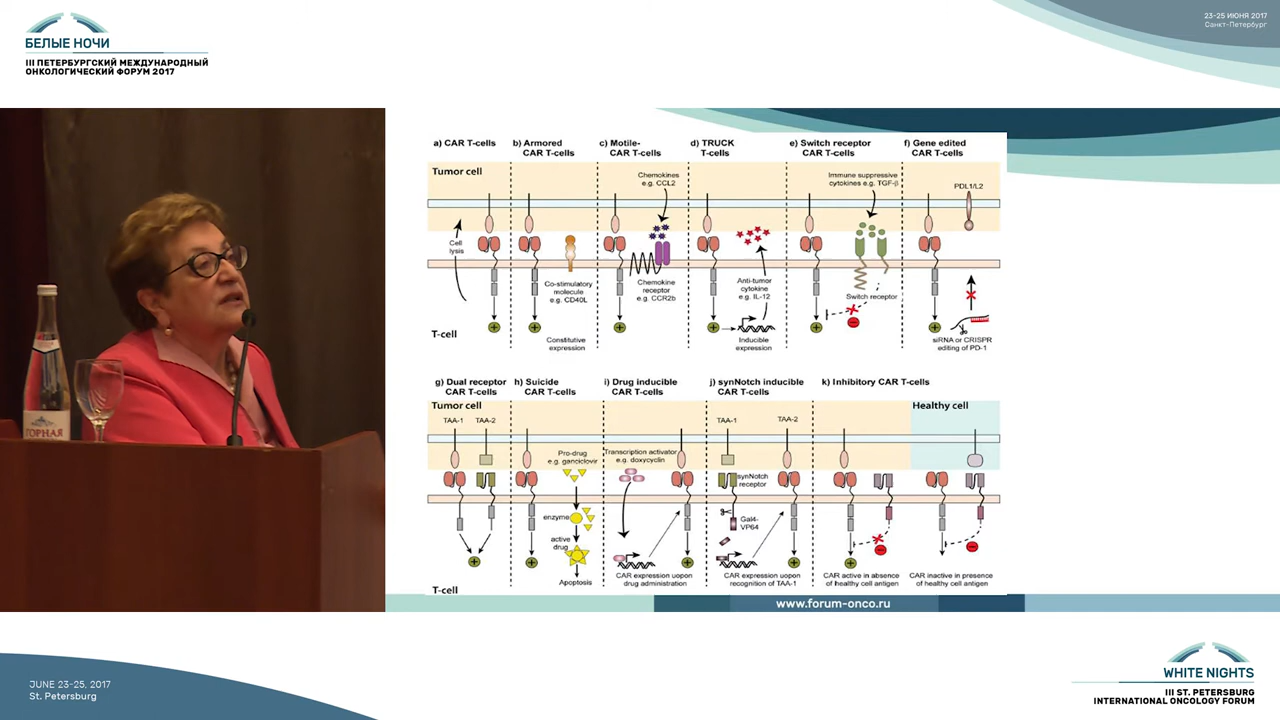 БЕЛЫЕ НОЧИ
III ПЕТЕРБУРГСКИЙ МЕЖДУНАРОДНЫЙ
ОНКОЛОГИЧЕСКИЙ ФОРУМ 2017
23-25 ИЮНЯ 2017
Санкт-Петербург
a) CAR T-cells
b) Armored
CAR T-cells
c) Motile-
CAR T-cells
d) TRUCK
T-cells
e) Switch receptor
CAR T-cells
f) Gene edited
CAR T-cells
Tumor cell
Chemokines
e.g. CCL2
Immune suppressive
cytokines e.g. TGF-β
PDL1/L2
Cell
lysis
Co-stimulatory
molecule
e.g. CD40L
Chemokine
receptor
e.g. CCR2b
Anti-tumor
cytokine
e.g. IL-12
Switch receptor
T-cell
Constitutive
expression
Inducible
expression
siRNA or CRISPR
editing of PD-1
g) Dual receptor
CAR T-cells
h) Suicide
CAR T-cells
i) Drug inducible
CAR T-cells
j) synNotch inducible
CAR T-cells
k) Inhibitory CAR T-cells
Tumor cell
Healthy cell
TAA-1
TAA-2
TAA-1
TAA-2
Pro-drug
e.g. ganciclovir
Transcription activator
e.g. doxycyclin
synNotch
receptor
enzyme
Gal4-
VP64
active
drug
Apoptosis
CAR expression uopon
drug administration
CAR expression uopon
recognition of TAA-1
CAR active in absence
of healthy cell antigen
CAR inactive in presence
of healthy cell antigen
T-cell
ГОРНАЯ
www.forum-onco.ru
JUNE 23-25, 2017
St. Petersburg
WHITE NIGHTS
III ST. PETERSBURG
INTERNATIONAL ONCOLOGY FORUM